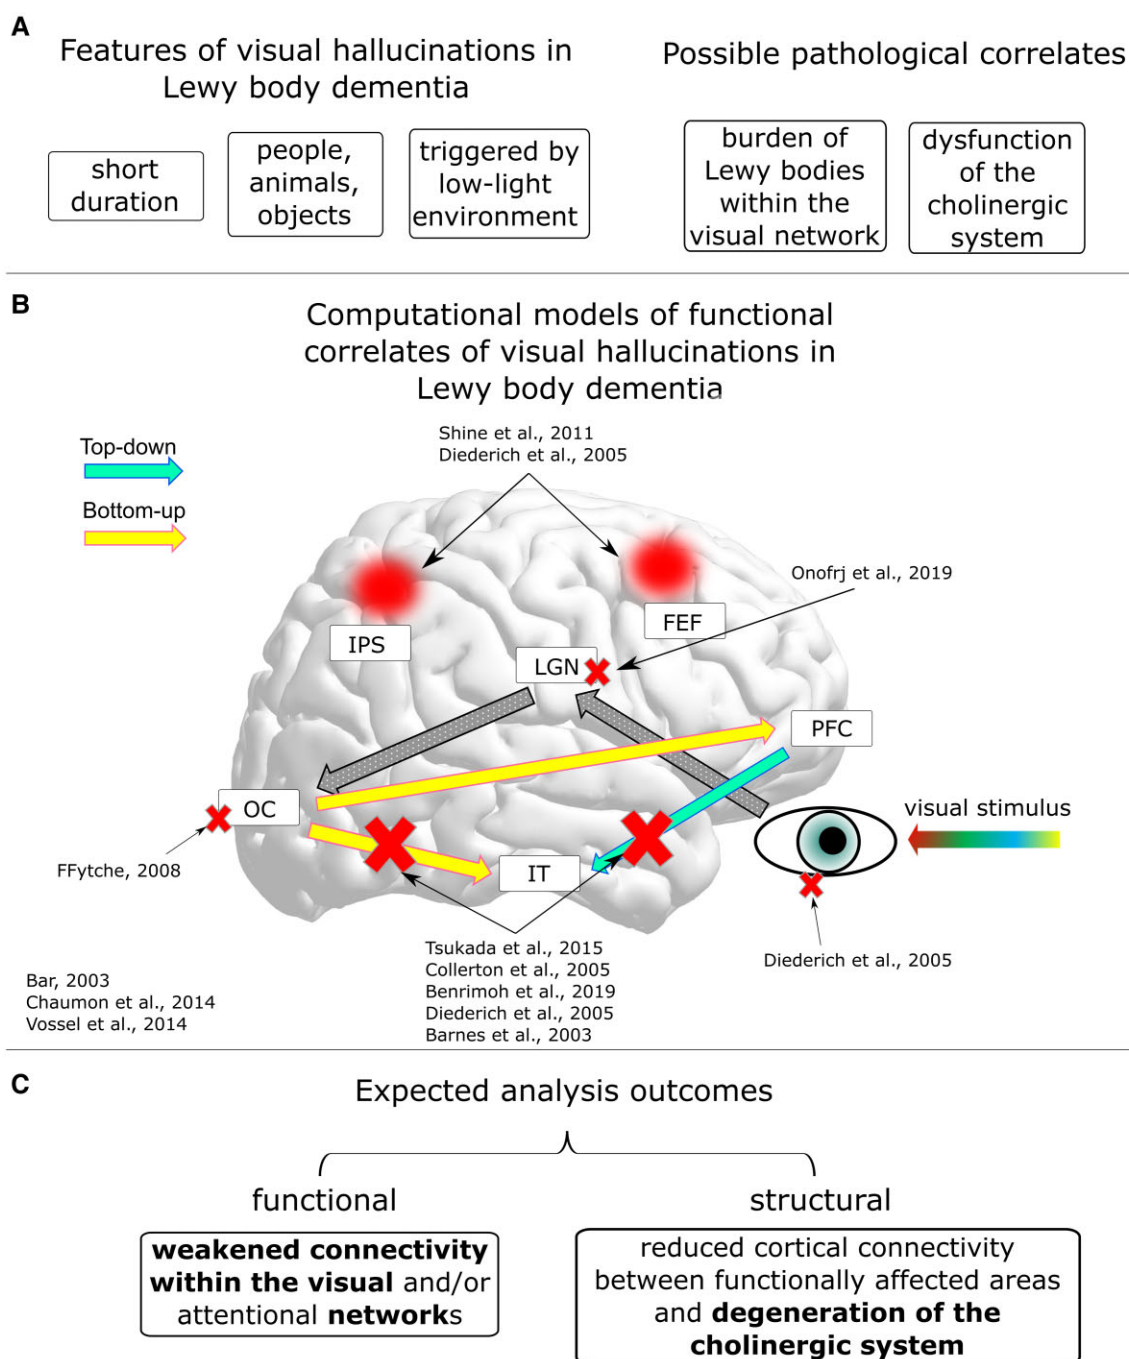 A
Features of visual hallucinations in
Lewy body dementia
Possible pathological correlates
short
duration
people,
animals,
objects
triggered by
low-light
environment
burden of
Lewy bodies
within the
visual network
dysfunction
of the
cholinergic
system
B
Computational models of functional
correlates of visual hallucinations in
Lewy body dementia
Top-down
Bottom-up
Shine et al., 2011
Diederich et al., 2005
Onofrj et al., 2019
IPS
FEF
LGN
PFC
OC
IT
visual stimulus
FFytche, 2008
Tsukada et al., 2015
Collerton et al., 2005
Benrimoh et al., 2019
Diederich et al., 2005
Barnes et al., 2003
Diederich et al., 2005
Bar, 2003
Chaumon et al., 2014
Vossel et al., 2014
C
Expected analysis outcomes
functional
weakened connectivity
within the visual and/or
attentional networks
structural
reduced cortical connectivity
between functionally affected areas
and degeneration of the
cholinergic system